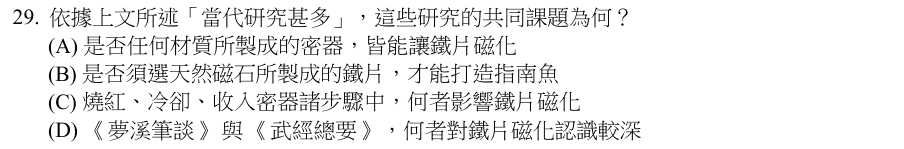 29. 依據上文所述「當代研究甚多」，這些研究的共同課題為何？
(A) 是否任何材質所製成的密器，皆能讓鐵片磁化
(B) 是否須選天然磁石所製成的鐵片，才能打造指南魚
(C) 燒紅、冷卻、收入密器諸步驟中，何者影響鐵片磁化
(D) 《夢溪筆談》與《武經總要》，何者對鐵片磁化認識較深